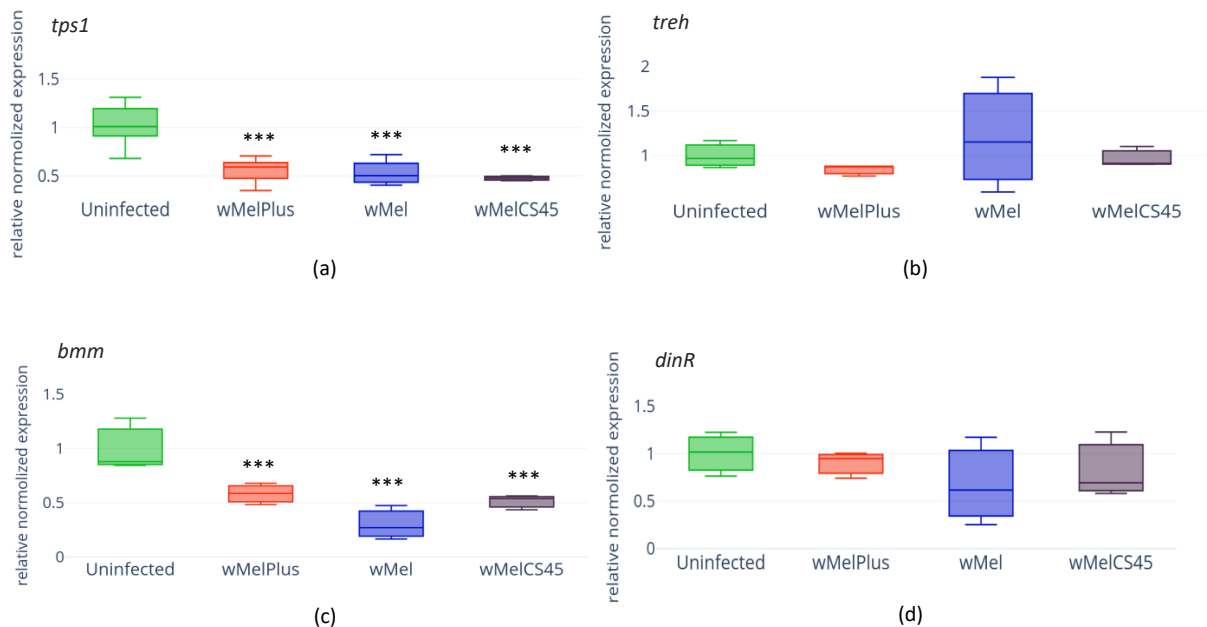 tps1
relative normolized expression
1.5
1
0.5
***
***
***
Uninfected wMelPlus wMel wMelCS45
(a)
treh
relative normolized expression
2
1.5
1
Uninfected wMelPlus wMel wMelCS45
(b)
bmm
relative normolized expression
1.5
1
0.5
0
***
***
***
Uninfected wMelPlus wMel wMelCS45
(c)
dinR
relative normolized expression
1.5
1
0.5
0
Uninfected wMelPlus wMel wMelCS45
(d)